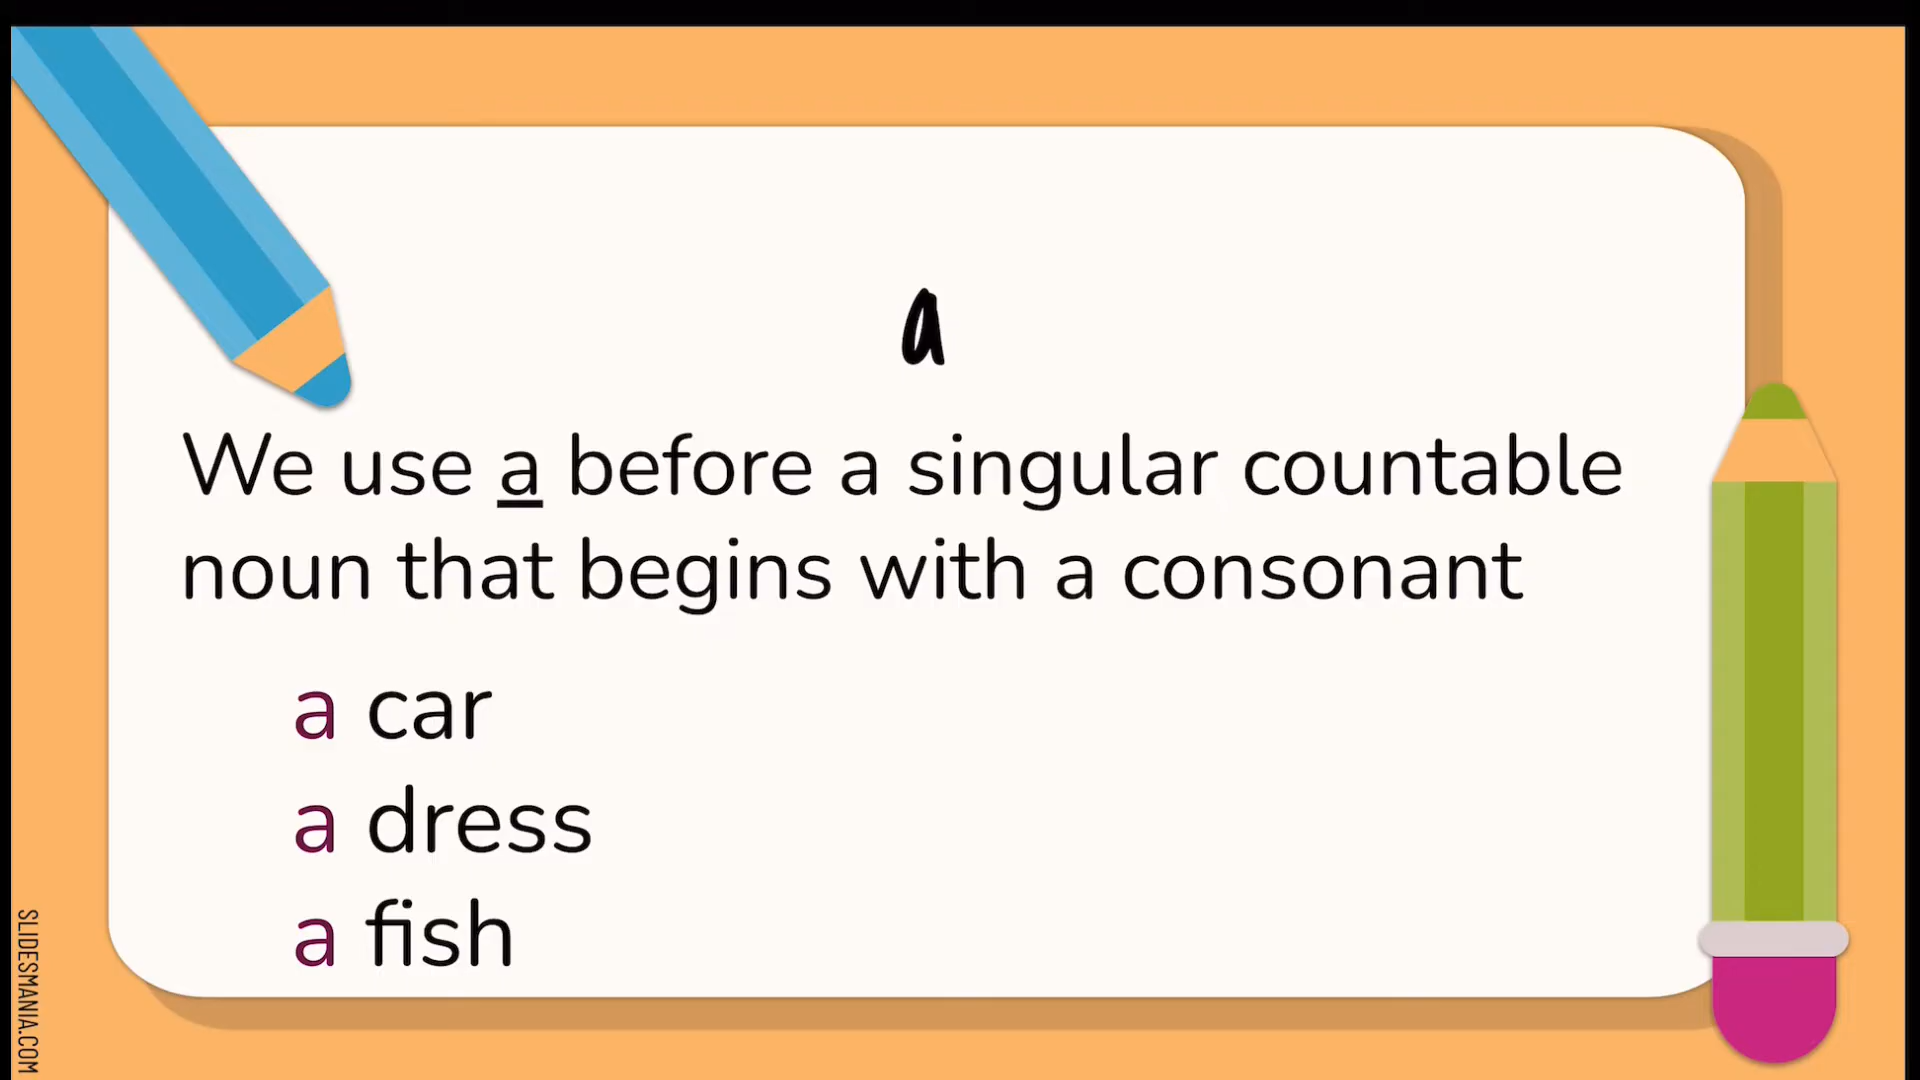 a
We use a before a singular countable
noun that begins with a consonant
a car
a dress
a fish
SLIDESMANIA.COM